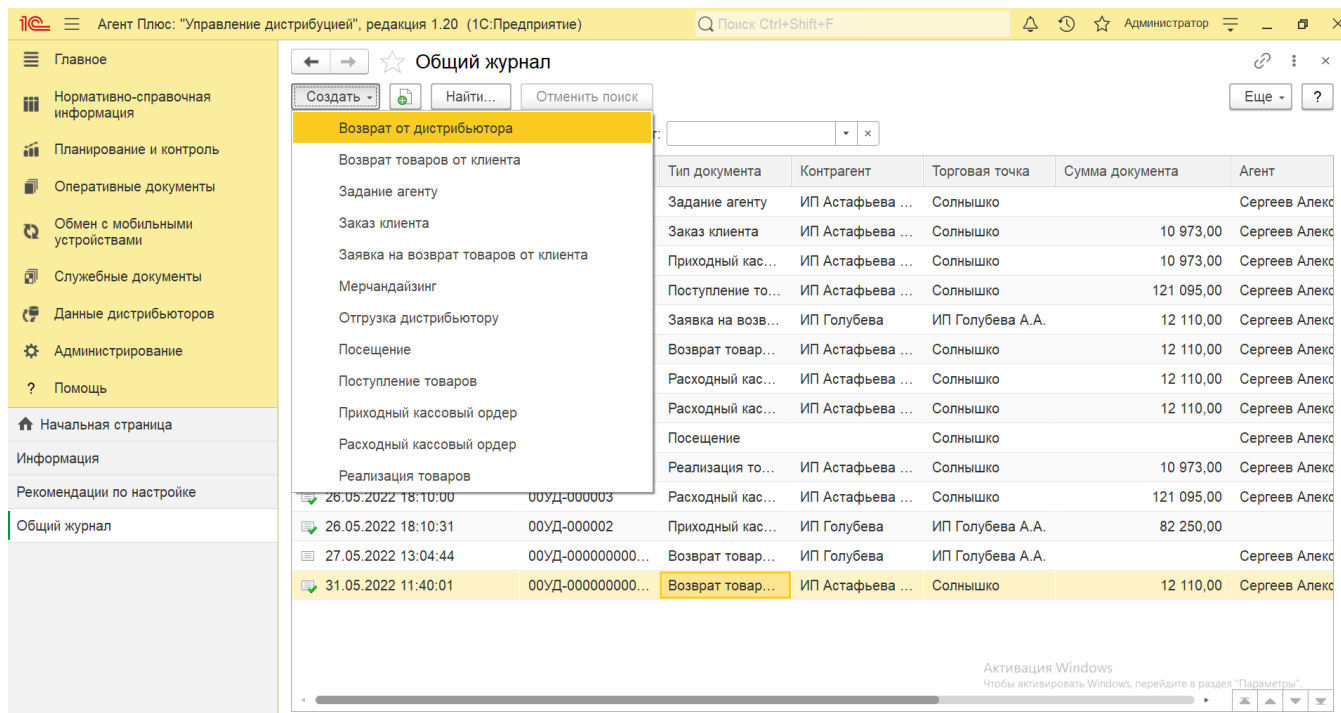 1С Агент Плюс: "Управление дистрибуцией", редакция 1.20 (1С:Предприятие) Поиск Ctrl+Shift+F Администратор
Главное
Нормативно-справочная
информация
Планирование и контроль
Оперативные документы
Обмен с мобильными
устройствами
Служебные документы
Данные дистрибьюторов
Администрирование
? Помощь
Начальная страница
Информация
Рекомендации по настройке
Общий журнал
Общий журнал
Создать Найти... Отменить поиск Еще ?
Возврат от дистрибьютора
Возврат товаров от клиента
Задание агенту
Заказ клиента
Заявка на возврат товаров от клиента
Мерчандайзинг
Отгрузка дистрибьютору
Посещение
Поступление товаров
Приходный кассовый ордер
Расходный кассовый ордер
Реализация товаров
Тип документа Контрагент Торговая точка Сумма документа Агент
Задание агенту ИП Астафьева ... Солнышко Сергеев Алекс
Заказ клиента ИП Астафьева ... Солнышко 10 973,00 Сергеев Алекс
Приходный кас... ИП Астафьева ... Солнышко 10 973,00 Сергеев Алекс
Поступление то... ИП Астафьева ... Солнышко 121 095,00 Сергеев Алекс
Заявка на возв... ИП Голубева ИП Голубева А.А. 12 110,00 Сергеев Алекс
Возврат товар... ИП Астафьева ... Солнышко 12 110,00 Сергеев Алекс
Расходный кас... ИП Астафьева ... Солнышко 12 110,00 Сергеев Алекс
Расходный кас... ИП Астафьева ... Солнышко 12 110,00 Сергеев Алекс
Посещение Солнышко Сергеев Алекс
Реализация то... ИП Астафьева ... Солнышко 10 973,00 Сергеев Алекс
26.05.2022 18:10:00 00УД-000003 Расходный кас... ИП Астафьева ... Солнышко 121 095,00 Сергеев Алекс
26.05.2022 18:10:31 00УД-000002 Приходный кас... ИП Голубева ИП Голубева А.А. 82 250,00
27.05.2022 13:04:44 00УД-000000000... Возврат товар... ИП Голубева ИП Голубева А.А. Сергеев Алекс
31.05.2022 11:40:01 00УД-000000000... Возврат товар... ИП Астафьева ... Солнышко 12 110,00 Сергеев Алекс
Активация Windows
Чтобы активировать Windows, перейдите в раздел "Параметры".